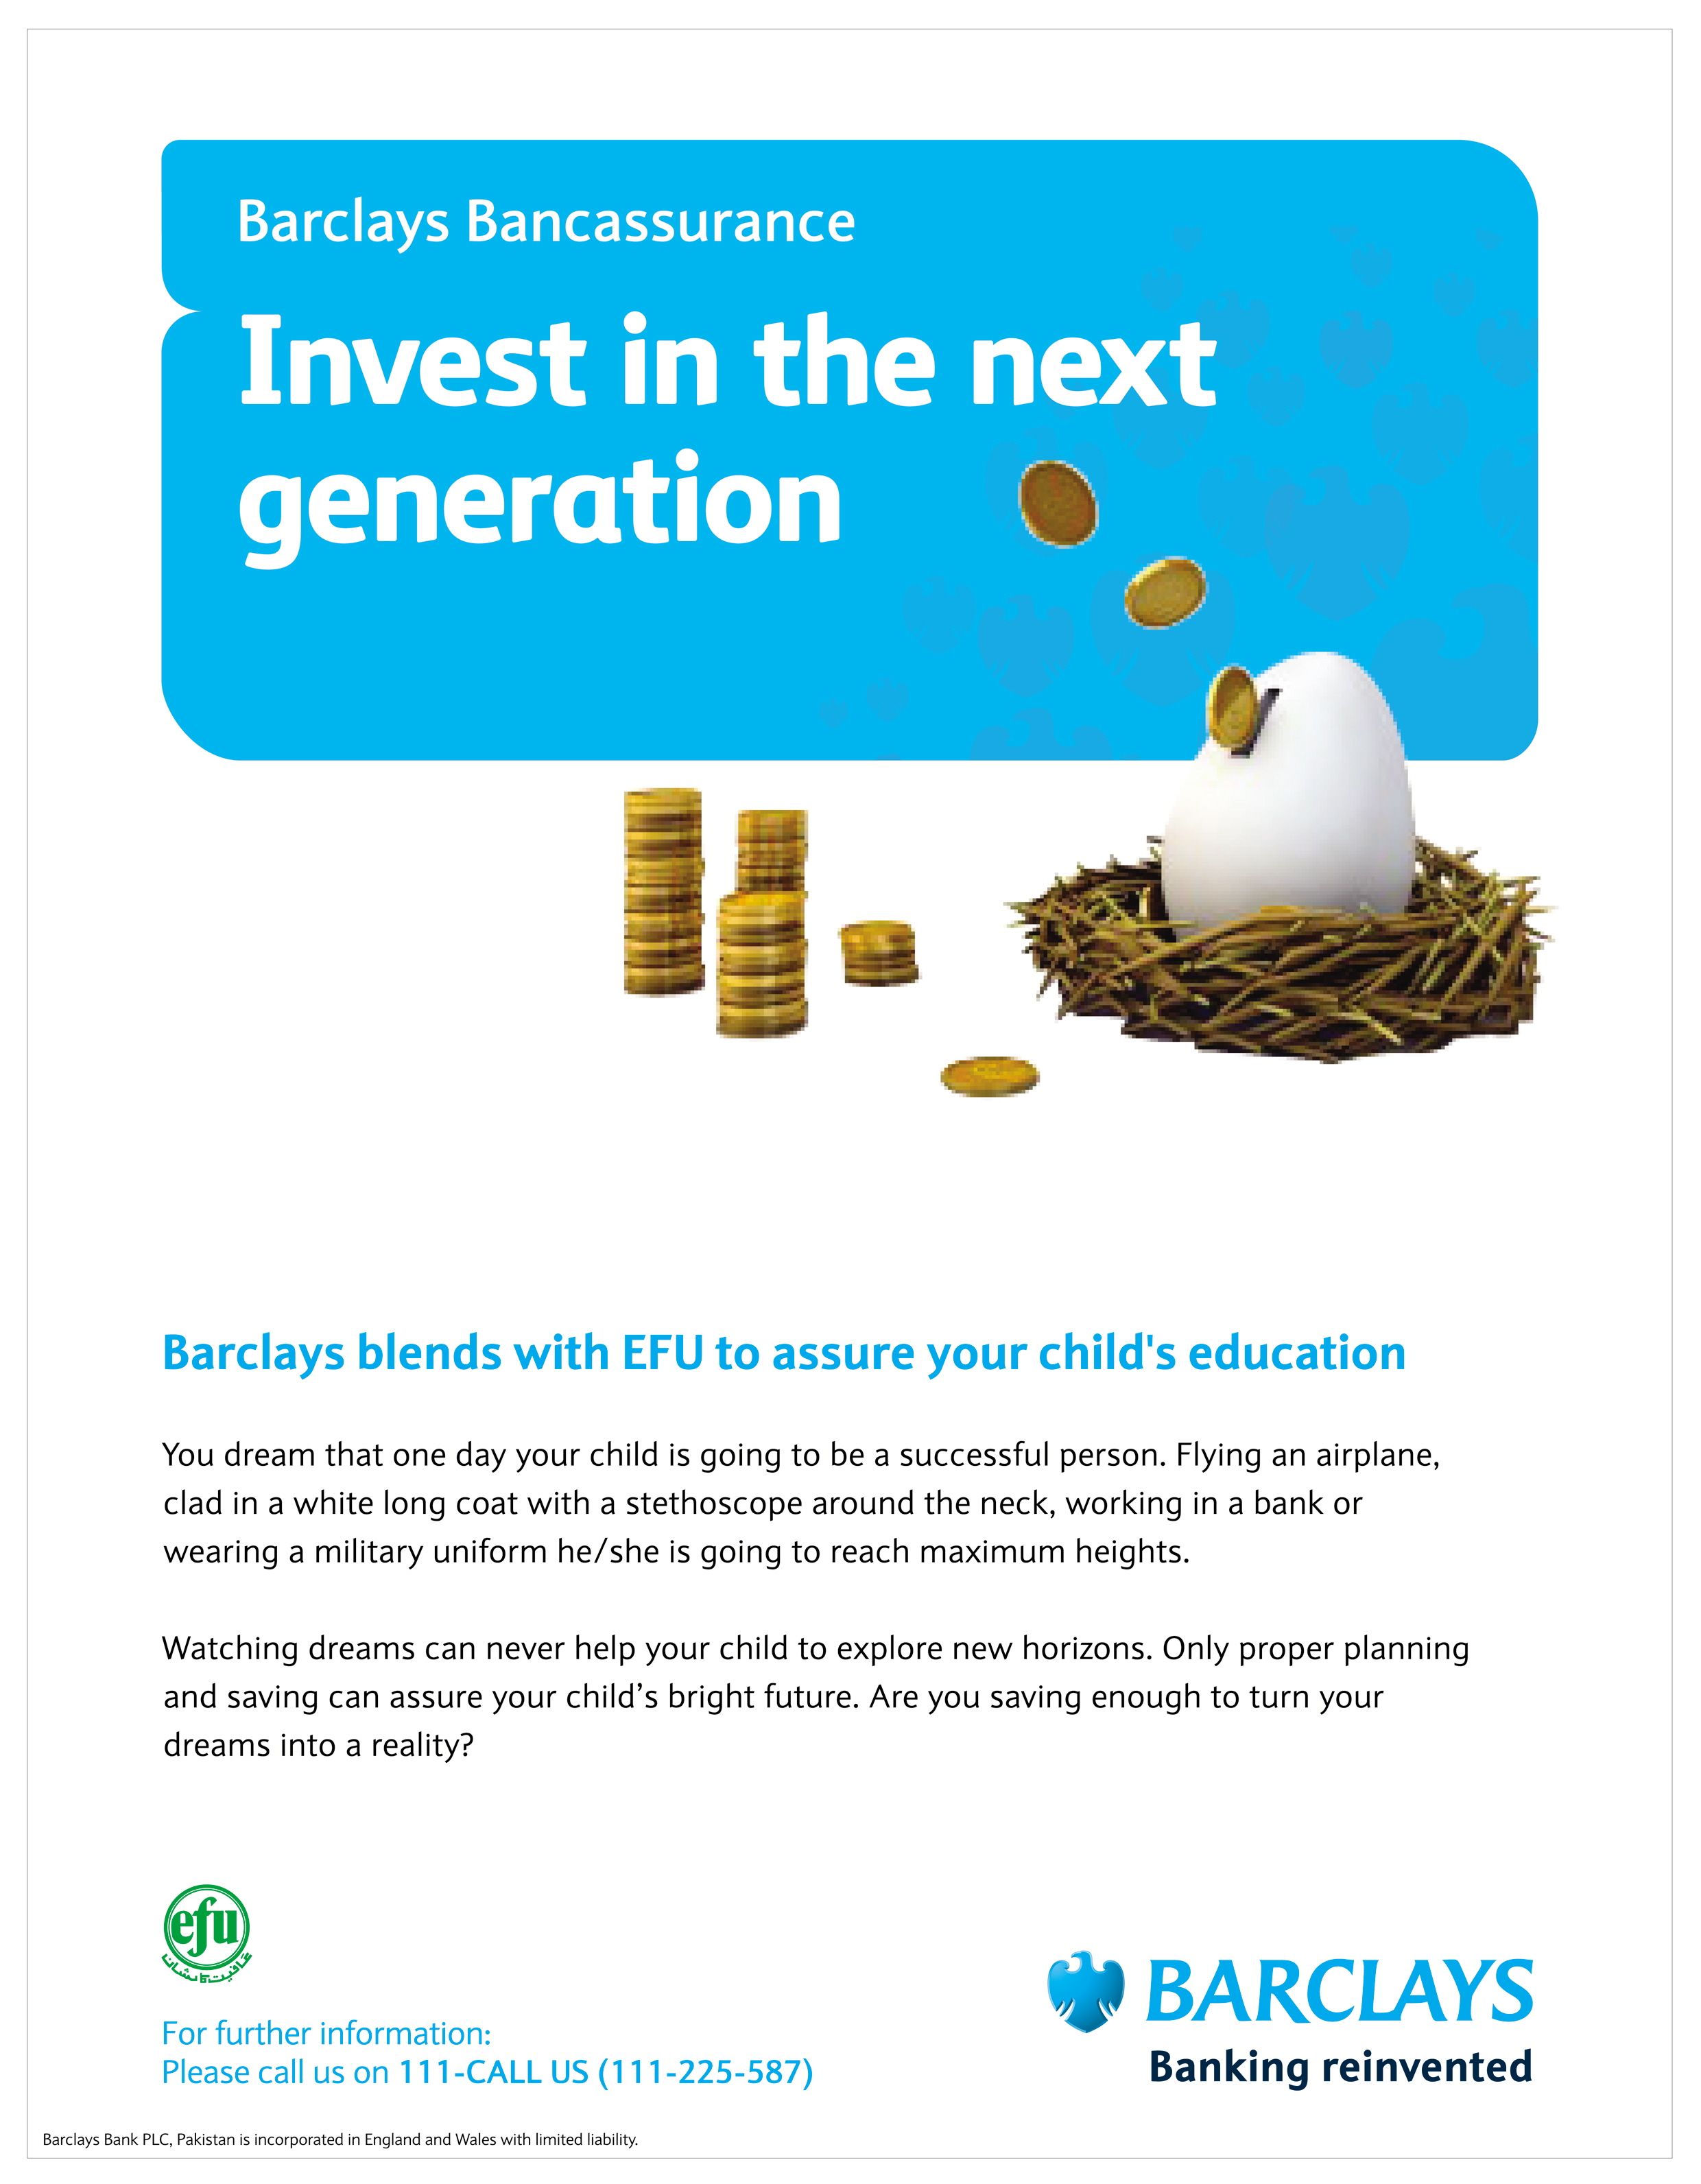 Barclays Bancassurance
Invest in the next
generation
Barclays blends with EFU to assure your child's education
You dream that one day your child is going to be a successful person. Flying an airplane,
clad in a white long coat with a stethoscope around the neck, working in a bank or
wearing a military uniform he/she is going to reach maximum heights.
Watching dreams can never help your child to explore new horizons. Only proper planning
and saving can assure your child’s bright future. Are you saving enough to turn your
dreams into a reality?
efu
عافیت کا نشان
For further information:
Please call us on 111-CALL US (111-225-587)
BARCLAYS
Banking reinvented
Barclays Bank PLC, Pakistan is incorporated in England and Wales with limited liability.